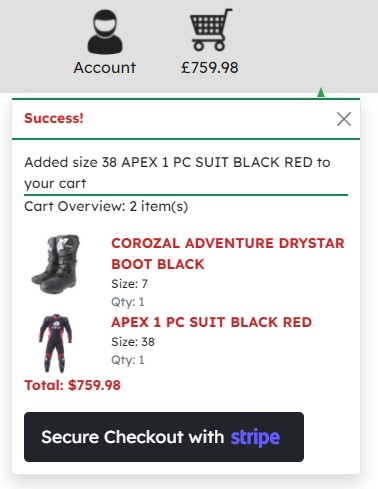 Account £759.98
Success!
Added size 38 APEX 1 PC SUIT BLACK RED to
your cart
Cart Overview: 2 item(s)
COROZAL ADVENTURE DRYSTAR
BOOT BLACK
Size: 7
Qty: 1
APEX 1 PC SUIT BLACK RED
Size: 38
Qty: 1
Total: $759.98
Secure Checkout with stripe